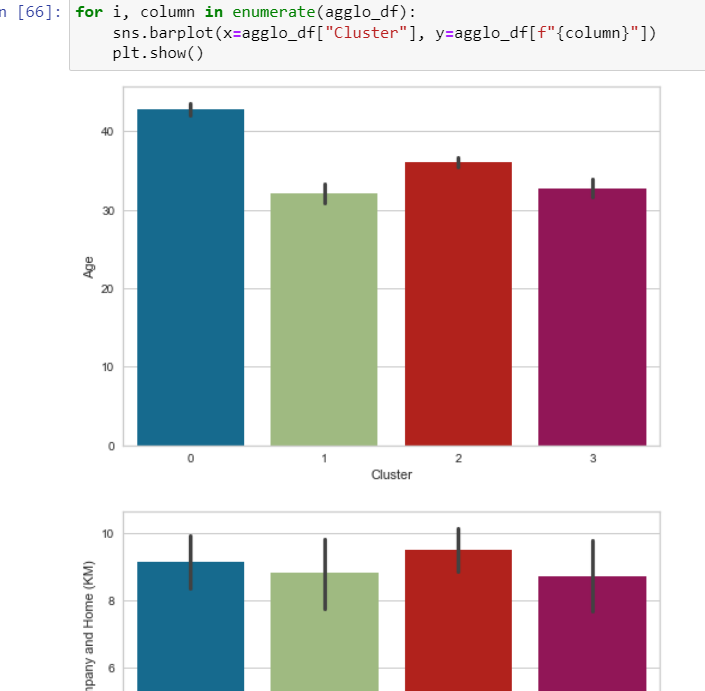 n [66]:
for i, column in enumerate(agglo_df):
    sns.barplot(x=agglo_df["Cluster"], y=agglo_df[f"{column}"])
    plt.show()
40
30
20
10
0
Age
0 1 2 3
Cluster
10
8
6
and Home (KM)